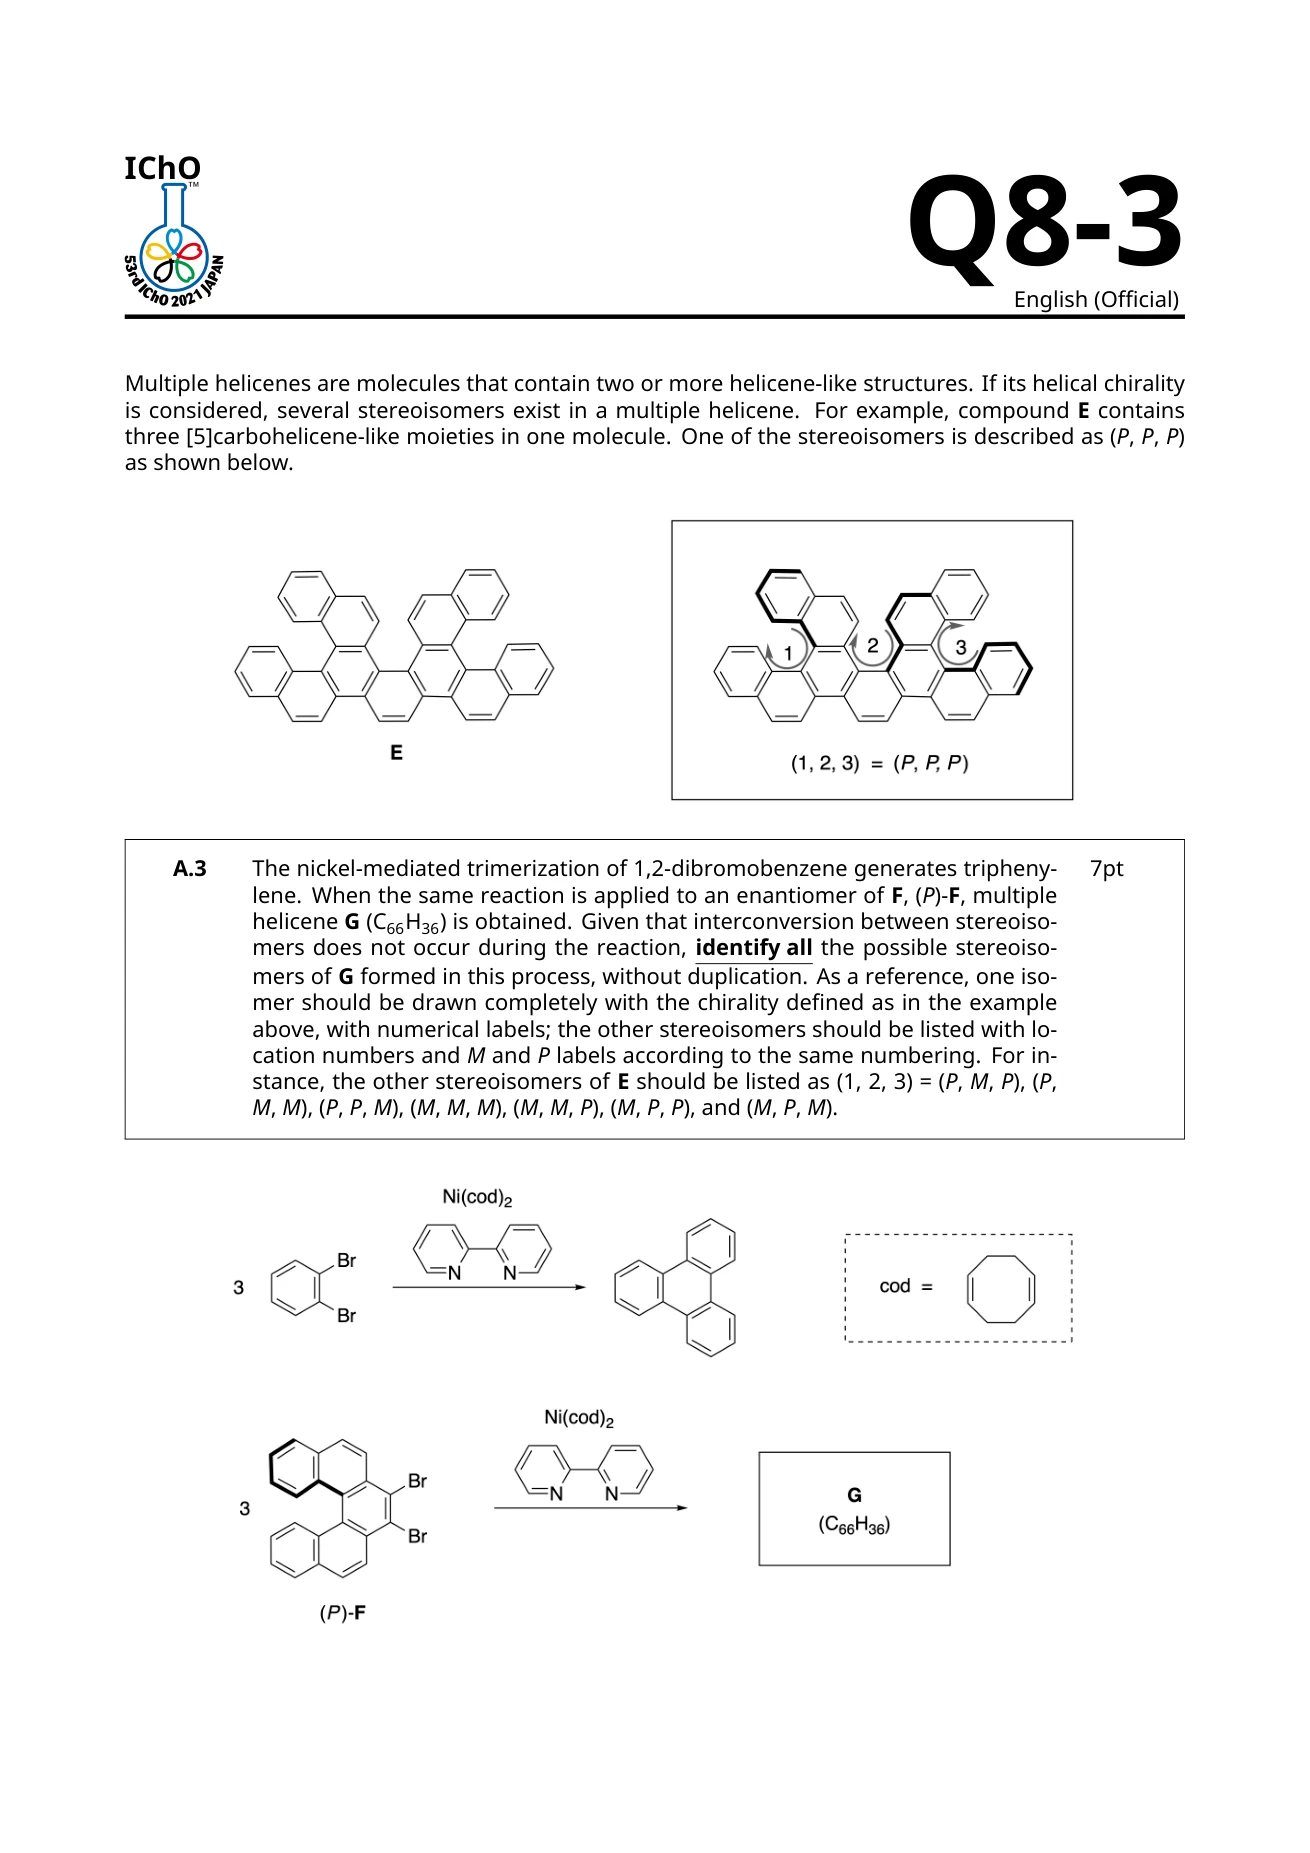 IChO
TM
53rd IChO 2021 JAPAN
Q8-3
English (Official)
Multiple helicenes are molecules that contain two or more helicene-like structures. If its helical chirality
is considered, several stereoisomers exist in a multiple helicene. For example, compound E contains
three [5]carbohelicene-like moieties in one molecule. One of the stereoisomers is described as (P, P, P)
as shown below.
1
2
3
E
(1, 2, 3) = (P, P, P)
A.3 The nickel-mediated trimerization of 1,2-dibromobenzene generates tripheny- 7pt
lene. When the same reaction is applied to an enantiomer of F, (P)-F, multiple
helicene G (C₆₆H₃₆) is obtained. Given that interconversion between stereoiso-
mers does not occur during the reaction, identify all the possible stereoiso-
mers of G formed in this process, without duplication. As a reference, one iso-
mer should be drawn completely with the chirality defined as in the example
above, with numerical labels; the other stereoisomers should be listed with lo-
cation numbers and M and P labels according to the same numbering. For in-
stance, the other stereoisomers of E should be listed as (1, 2, 3) = (P, M, P), (P,
M, M), (P, P, M), (M, M, M), (M, M, P), (M, P, P), and (M, P, M).
Ni(cod)₂
N N
3
Br
Br
cod =
Ni(cod)₂
N N
3
Br
Br
G
(C₆₆H₃₆)
(P)-F